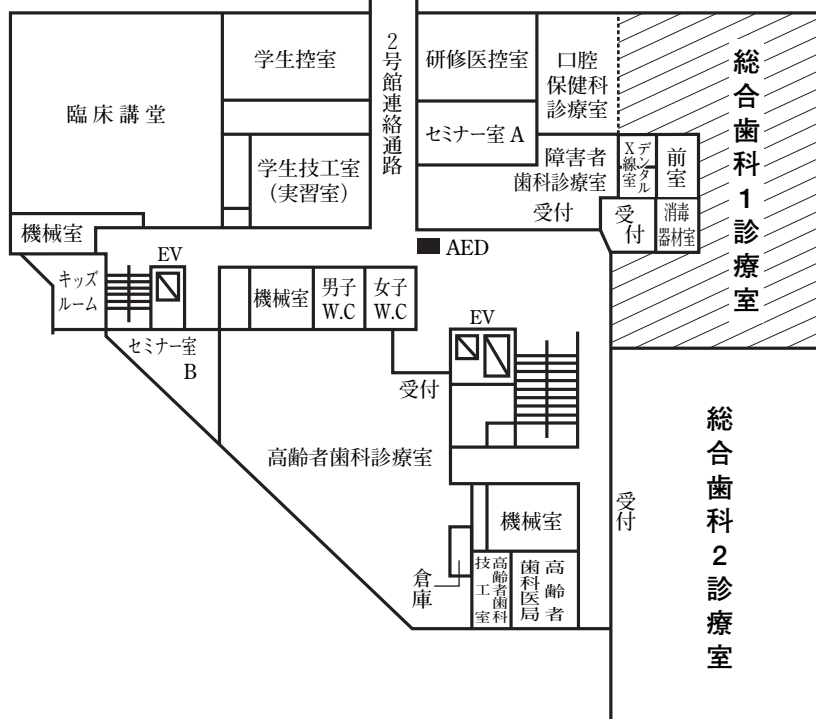 臨床講堂
学生控室
2号館連絡通路
研修医控室
口腔
保健科
診療室
総合歯科1診療室
セミナー室 A
学生技工室
（実習室）
障害者
歯科診療室
受付
デンタル
X線室
前室
受付
消毒
器材室
機械室
AED
キッズ
ルーム
EV
機械室
男子
W.C
女子
W.C
EV
セミナー室
B
受付
高齢者歯科診療室
総合歯科2診療室
受付
機械室
倉庫
高齢者歯科
技工室
高齢者
歯科医局